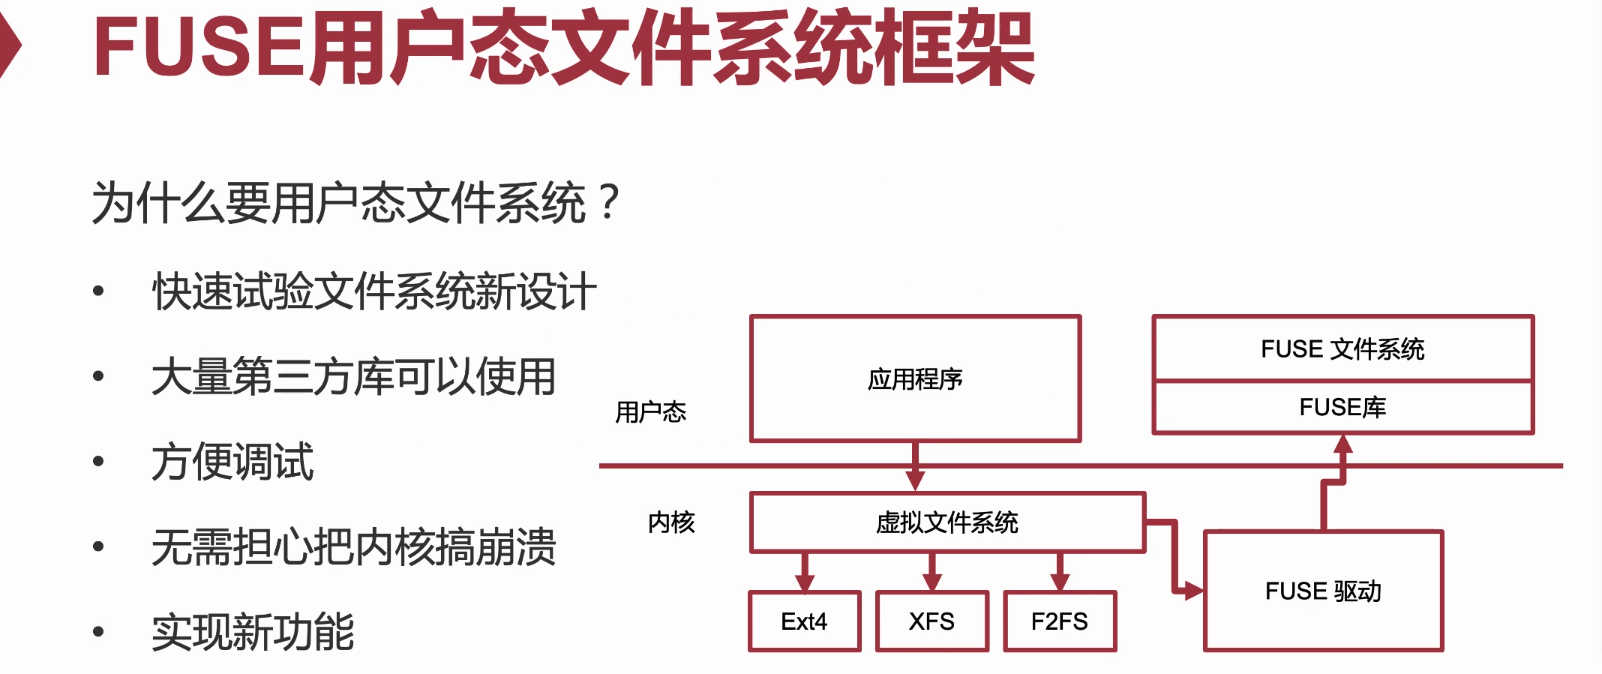 FUSE用户态文件系统框架
为什么要用户态文件系统？
• 快速试验文件系统新设计
• 大量第三方库可以使用
• 方便调试
• 无需担心把内核搞崩溃
• 实现新功能
用户态
应用程序
FUSE 文件系统
FUSE库
内核
虚拟文件系统
Ext4
XFS
F2FS
FUSE 驱动